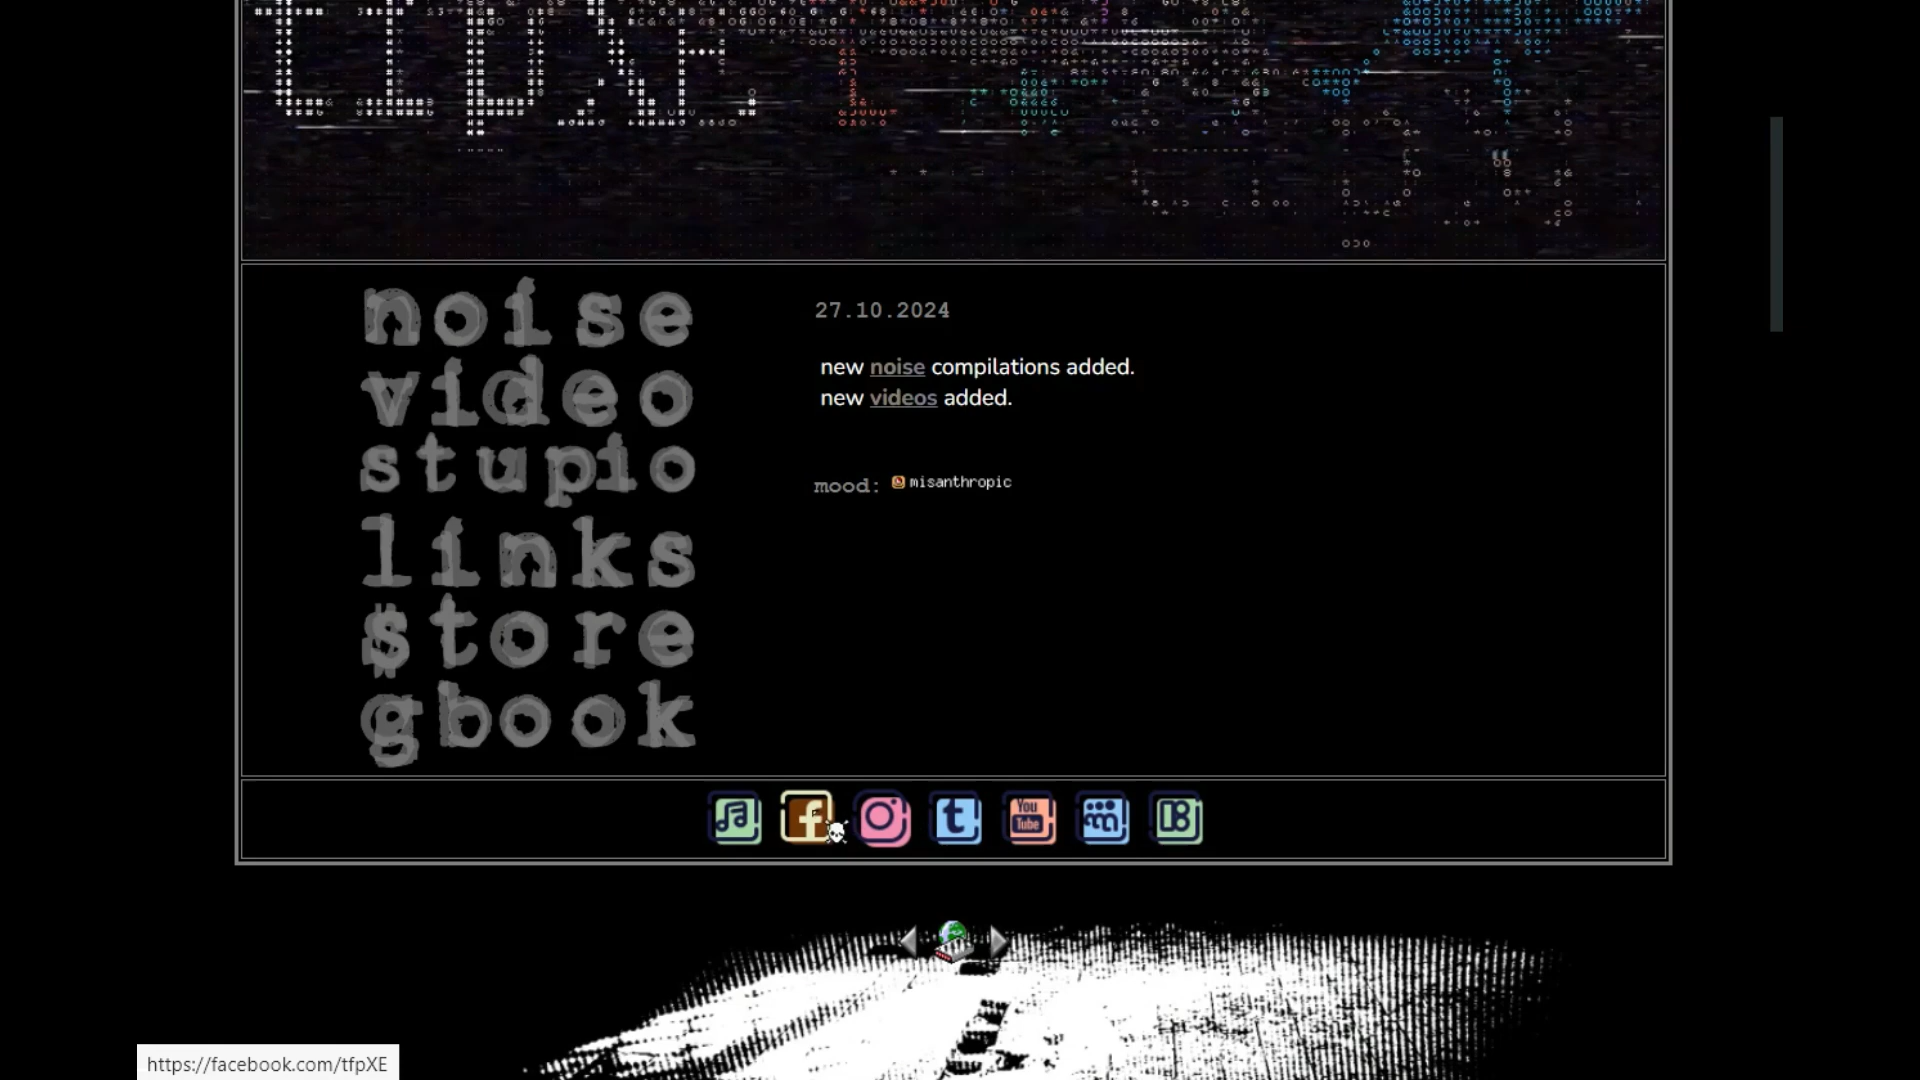 noise
video
stupio
links
$tore
gbook
27.10.2024
new noise compilations added.
new videos added.
mood: misanthropic
f
t
You
Tube
https://facebook.com/tfpXE